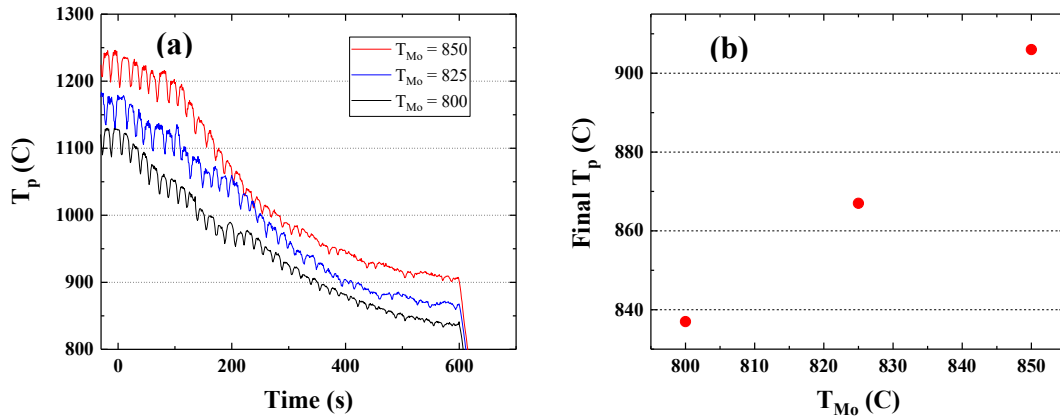 (a)
T_Mo = 850
T_Mo = 825
T_Mo = 800
1300
1200
1100
1000
900
800
T_p (C)
0
200
400
600
Time (s)
(b)
900
880
860
840
Final T_p (C)
800
810
820
830
840
850
T_Mo (C)